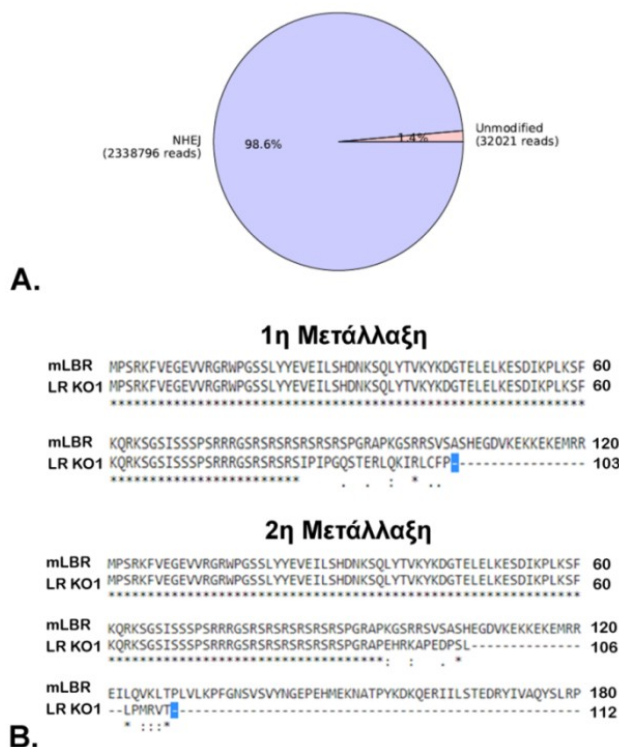 NHEJ
(2338796 reads)
98.6%
1.4%
Unmodified
(32021 reads)
A.
1η Μετάλλαξη
mLBR MPSRKFVEGEVVRGRWPGSSLYYEVEILSHDNKSQLYTVKYKDGTELELKESDIKPLKSF 60
LR KO1 MPSRKFVEGEVVRGRWPGSSLYYEVEILSHDNKSQLYTVKYKDGTELELKESDIKPLKSF 60
************************************************************
mLBR KQRKSGSISSSPSRRRGSRSRSRSRSRSRSPGRAPKGSRRSVSASHEGDVKEKKEKEMRR 120
LR KO1 KQRKSGSISSSPSRRRGSRSRSRSIPIPGQSTERLQKIRLCFP----------------- 103
************************ . . : * ..
2η Μετάλλαξη
mLBR MPSRKFVEGEVVRGRWPGSSLYYEVEILSHDNKSQLYTVKYKDGTELELKESDIKPLKSF 60
LR KO1 MPSRKFVEGEVVRGRWPGSSLYYEVEILSHDNKSQLYTVKYKDGTELELKESDIKPLKSF 60
************************************************************
mLBR KQRKSGSISSSPSRRRGSRSRSRSRSRSRSPGRAPKGSRRSVSASHEGDVKEKKEKEMRR 120
LR KO1 KQRKSGSISSSPSRRRGSRSRSRSRSRSRSPGRAPEHRKAPEDPSL-------------- 106
***********************************: : . *
mLBR EILQVKLTPLVLKPFGNSVSVYNGEPEHMEKNATPYKDKQERIILSTEDRYIVAQYSLRP 180
LR KO1 --LPMRVT---------------------------------------------------- 112
* :::*
B.